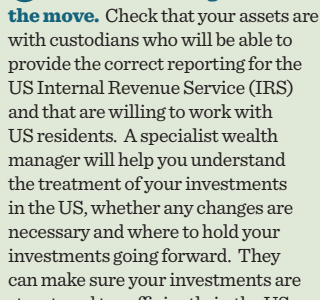 the move. Check that your assets are
with custodians who will be able to
provide the correct reporting for the
US Internal Revenue Service (IRS)
and that are willing to work with
US residents. A specialist wealth
manager will help you understand
the treatment of your investments
in the US, whether any changes are
necessary and where to hold your
investments going forward. They
can make sure your investments are